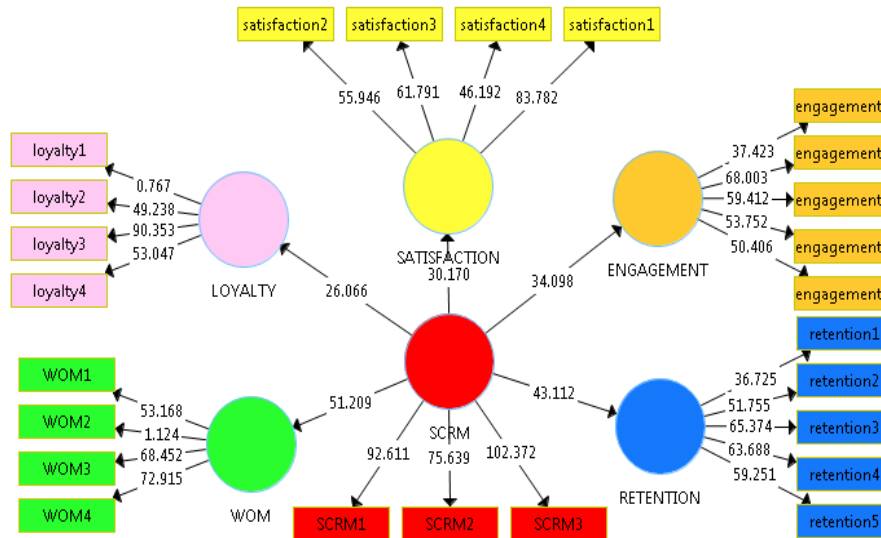 satisfaction2
satisfaction3
satisfaction4
satisfaction1
55.946
61.791
46.192
83.782
loyalty1
loyalty2
loyalty3
loyalty4
0.767
49.238
90.353
53.047
LOYALTY
SATISFACTION
engagement
engagement
engagement
engagement
engagement
37.423
68.003
59.412
53.752
50.406
ENGAGEMENT
26.066
30.170
34.098
51.209
43.112
SCRM
WOM1
WOM2
WOM3
WOM4
53.168
1.124
68.452
72.915
WOM
92.611
75.639
102.372
SCRM1
SCRM2
SCRM3
retention1
retention2
retention3
retention4
retention5
36.725
51.755
65.374
63.688
59.251
RETENTION